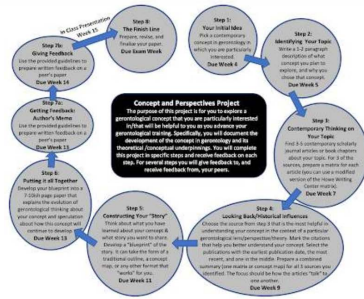 Step 1:
Your Initial Idea
Pick a contemporary
concept in gerontology in
which you are particularly
interested.
Due Week 4
Step 2:
Identifying Your Topic
Write a 1-2 paragraph
description of what
concept you plan to
explore, and why you
chose that concept.
Due Week 5
Step 3:
Contemporary Thinking on
Your Topic
Find 3-5 contemporary
scholarly journal articles or
book chapters about your
topic. For 3 of the
sources, prepare a matrix for each
article (you can use a modified
version of the Howe Writing
Center matrix).
Due Week 7
Step 4:
Looking Back/Historical Influences
Choose the source from step 3 that is the most helpful in
understanding your concept in the context of a particular
gerontological lens/perspective/theory. Mark the citations
that help you better understand your concept. Select the
publications with the earliest publication date, the most
recent, and one in the middle. Prepare a combined
summary (one matrix or concept map) for all 3 sources you
identified. The focus should be how the articles "talk" to
one another.
Due Week 9
Step 5:
Constructing Your "Story"
Think about what you have
learned about your concept &
what story you want to share.
Develop a "blueprint" of the
story. It can take the form of a
traditional outline, a concept
map, or any other format that
"works" for you.
Due Week 11
Step 6:
Putting it all Together
Develop your blueprint into a
7-10 page paper that
explains the evolution of
gerontological thinking about
your concept and speculation
about how this concept will
continue to develop
Due Week 13
Step 7a:
Getting Feedback:
Author's Memo
Use the provided guidelines to
prepare written feedback on a
peer's paper
Due Week 13
Step 7b:
Giving Feedback
Use the provided guidelines to
prepare written feedback on a
peer's paper
Due Week 14
In Class Presentation
Week 15
Step 8:
The Finish Line
Prepare, revise, and
finalize your paper.
Due Exam Week
Concept and Perspectives Project
The purpose of this project is for you to explore a
gerontological concept that you are particularly interested
in/that will be helpful to you as you pursue your
gerontological training. Specifically, you will document the
development of the concept in gerontology and its
theoretical /conceptual underpinnings. You will complete
this project in specific steps and receive feedback on each
step. For several steps you will give feedback to, and
receive feedback from, your peers.